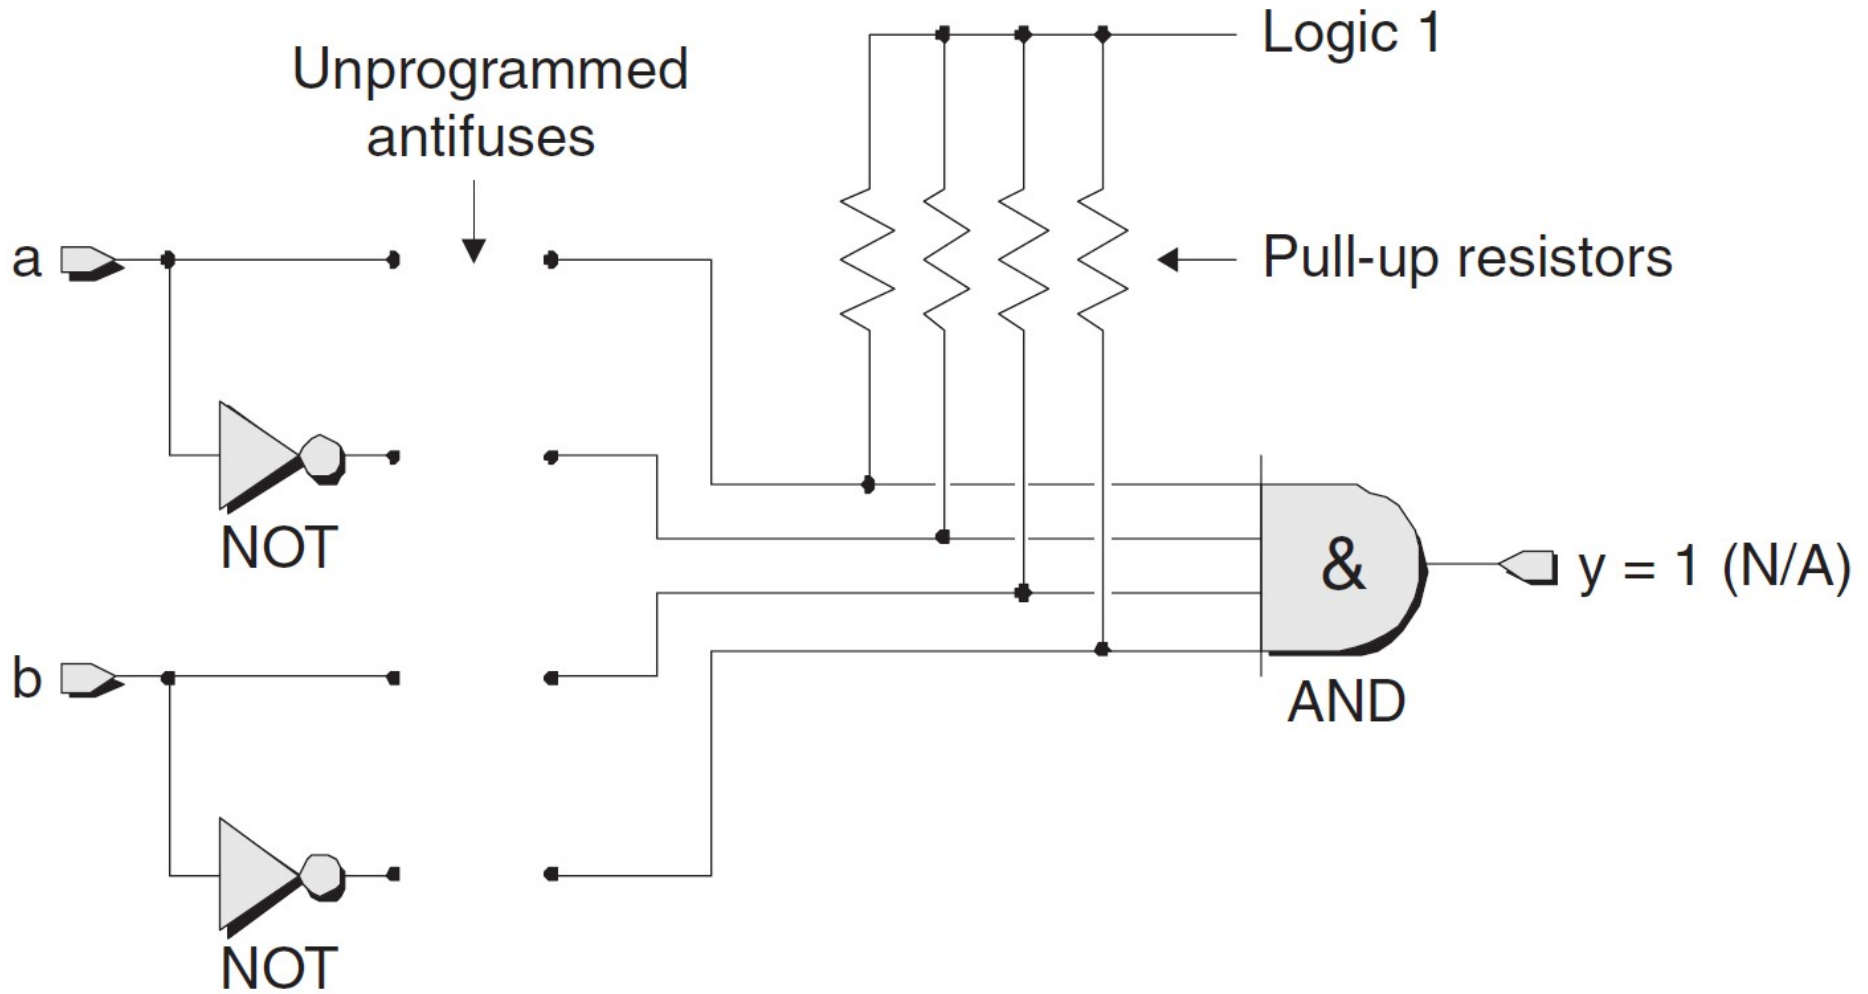 Logic 1
Unprogrammed
antifuses
a
Pull-up resistors
NOT
&
y = 1 (N/A)
b
AND
NOT